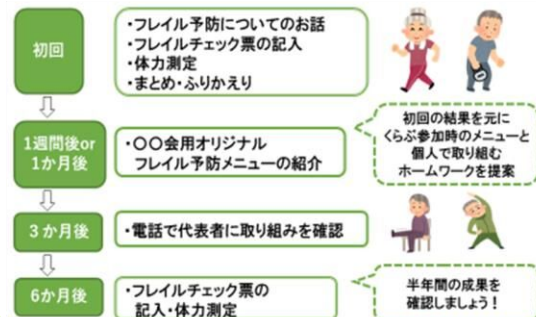 初回
・フレイル予防についてのお話
・フレイルチェック票の記入
・体力測定
・まとめ・ふりかえり
1週間後or
1か月後
・〇〇会用オリジナル
フレイル予防メニューの紹介
初回の結果を元に
くらぶ参加時のメニューと
個人で取り組む
ホームワークを提案
3か月後
・電話で代表者に取り組みを確認
6か月後
・フレイルチェック票の
記入・体力測定
半年間の成果を
確認しましょう！